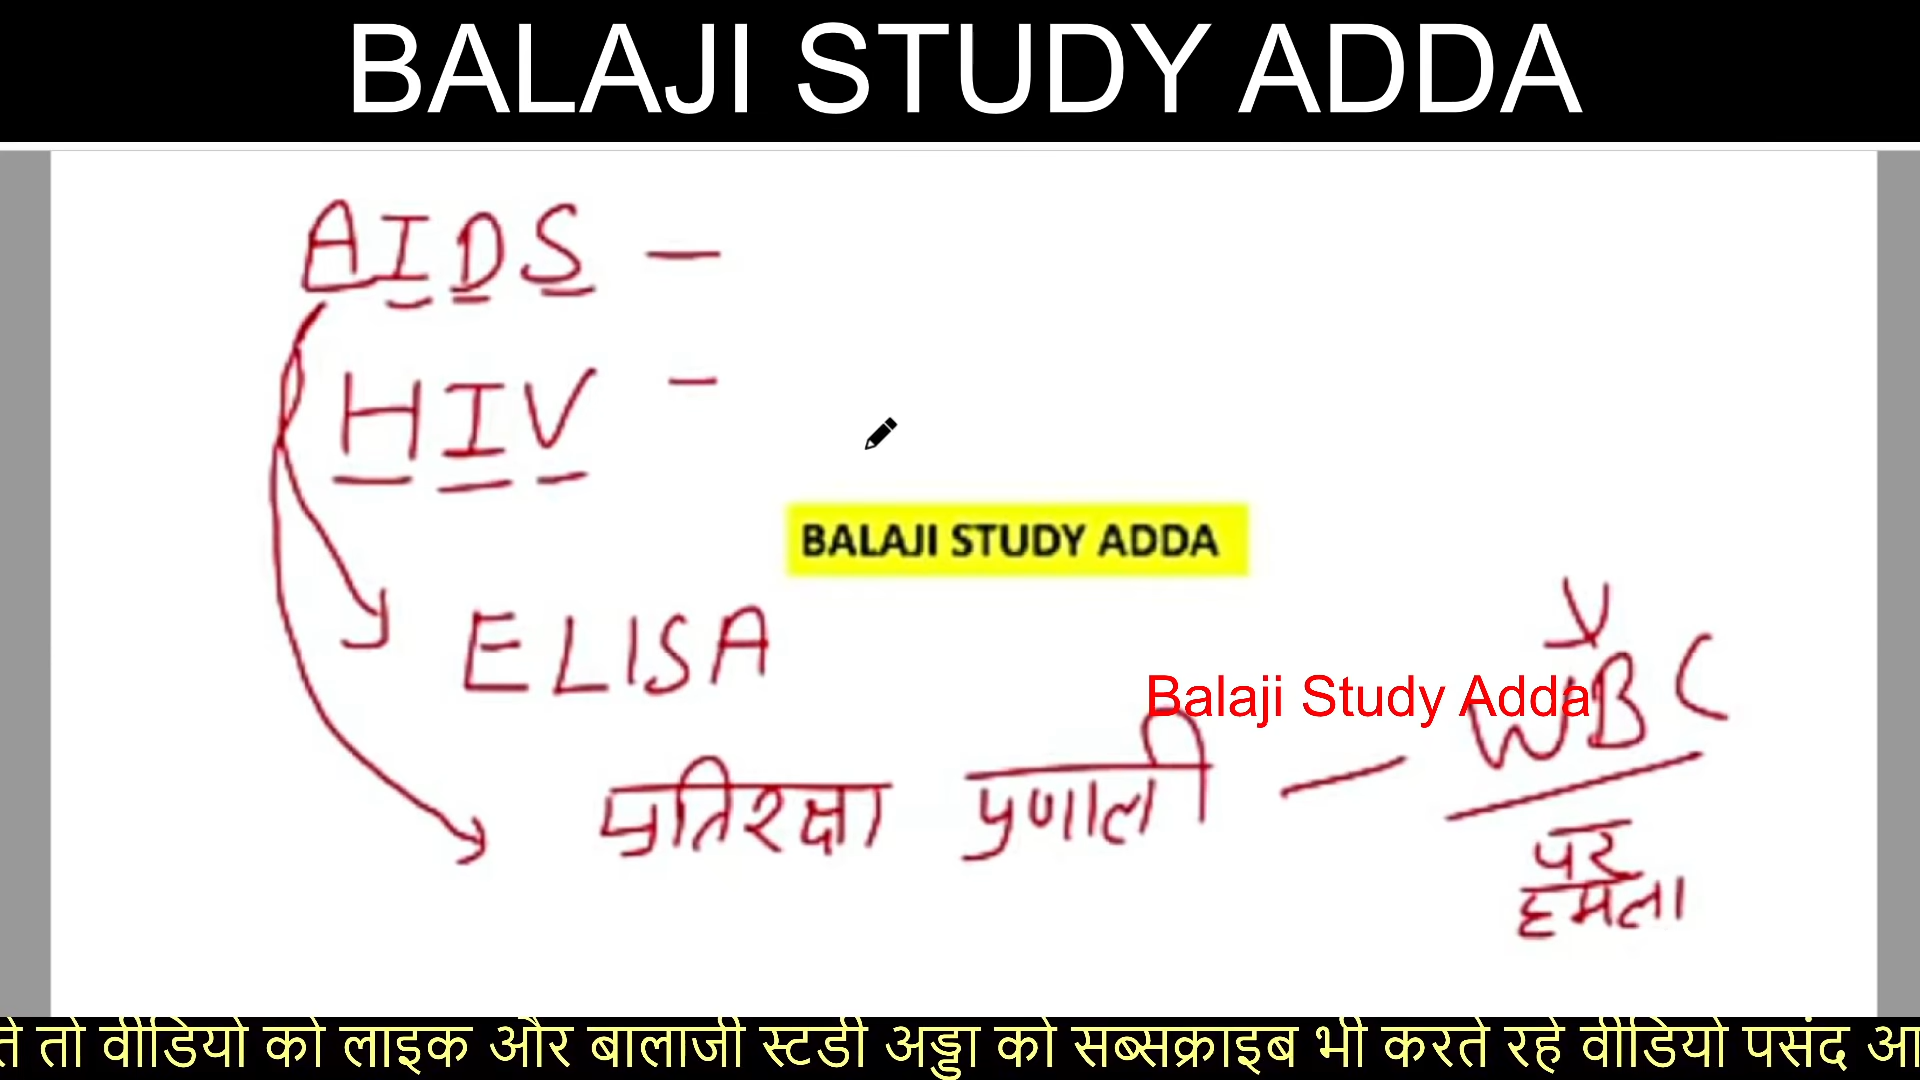 BALAJI STUDY ADDA
AIDS –
HIV -
BALAJI STUDY ADDA
ELISA
Balaji Study Adda
प्रतिरक्षा प्रणाली – WBC
पर
हमला
ते तो वीडियो को लाइक और बालाजी स्टडी अड्डा को सब्सक्राइब भी करते रहे वीडियो पसंद आ